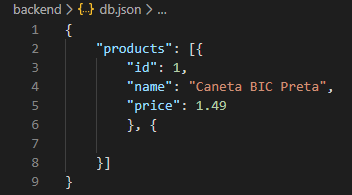 backend > {..} db.json > ...
1 {
2 "products": [{
3 "id": 1,
4 "name": "Caneta BIC Preta",
5 "price": 1.49
6 }, {
7
8 }]
9 }